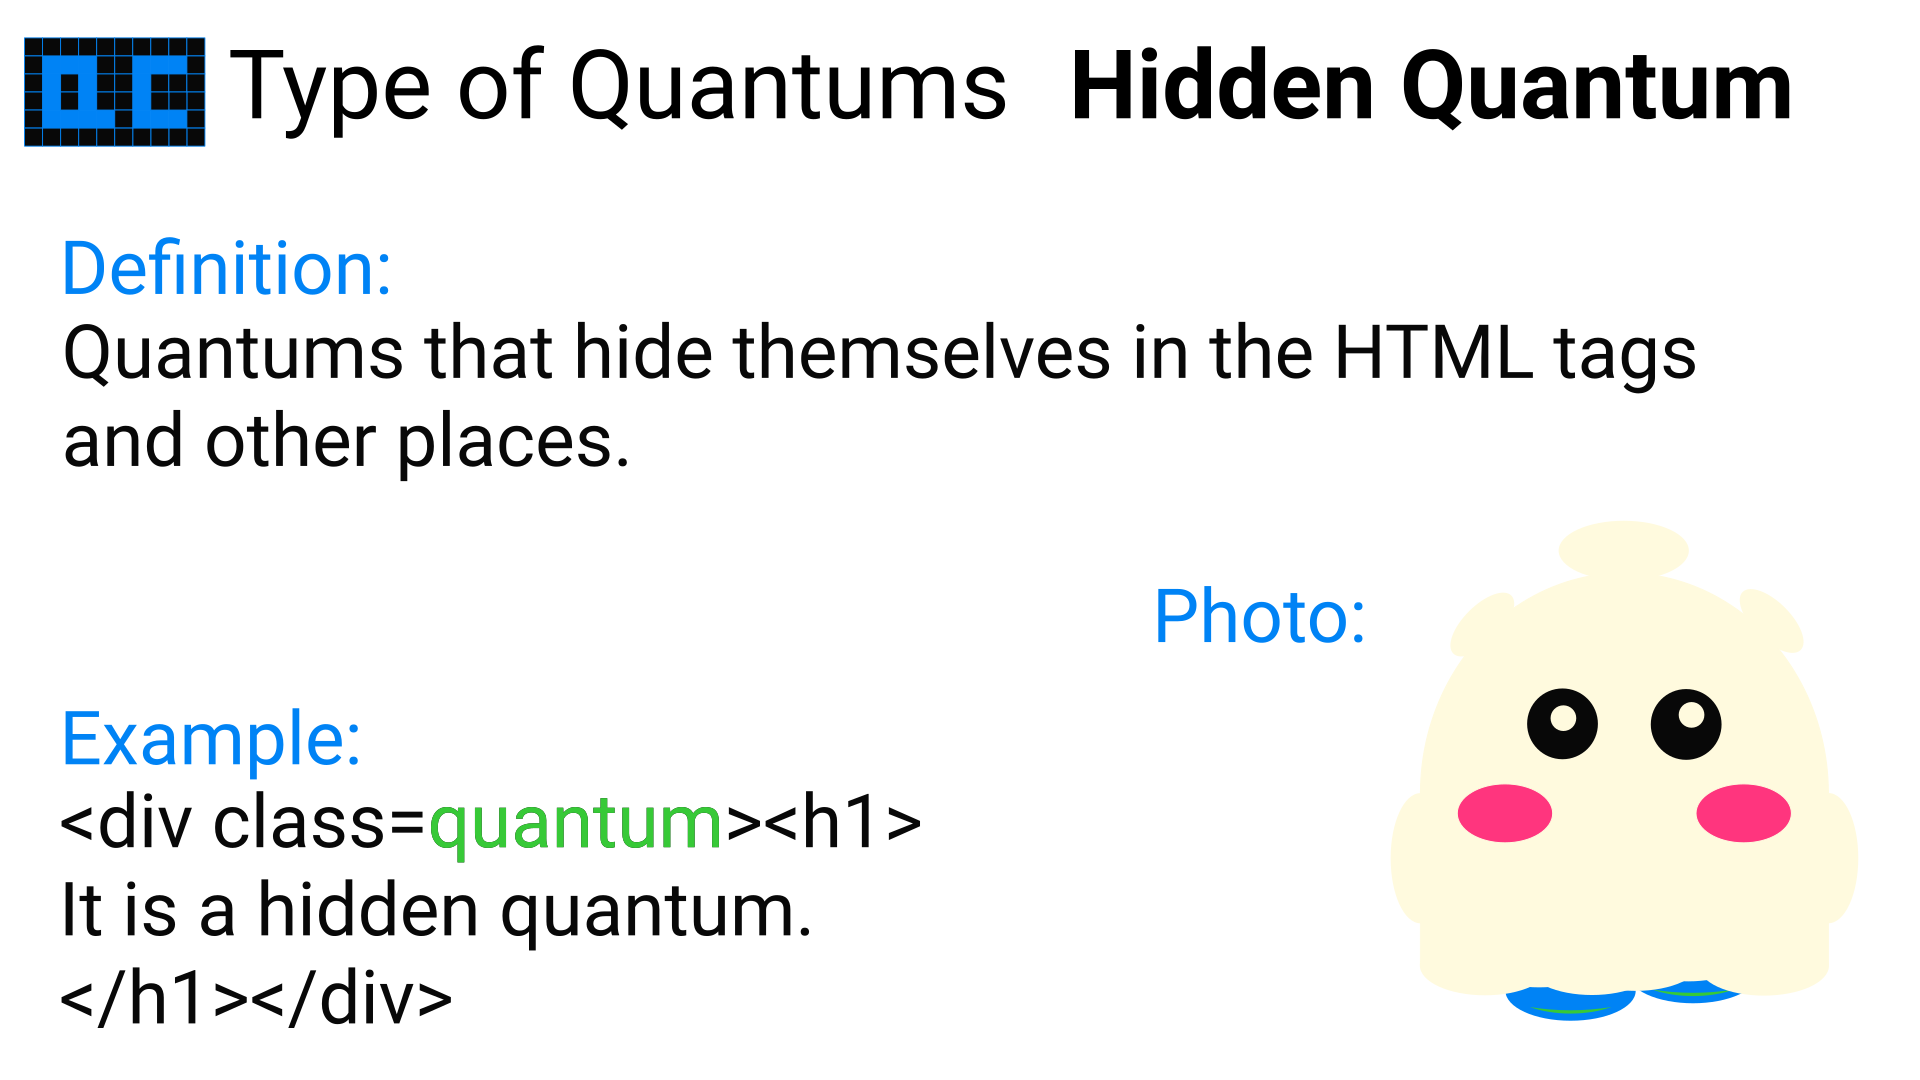 QC Type of Quantums Hidden Quantum
Definition:
Quantums that hide themselves in the HTML tags
and other places.
Photo:
Example:
<div class=quantum><h1>
It is a hidden quantum.
</h1></div>